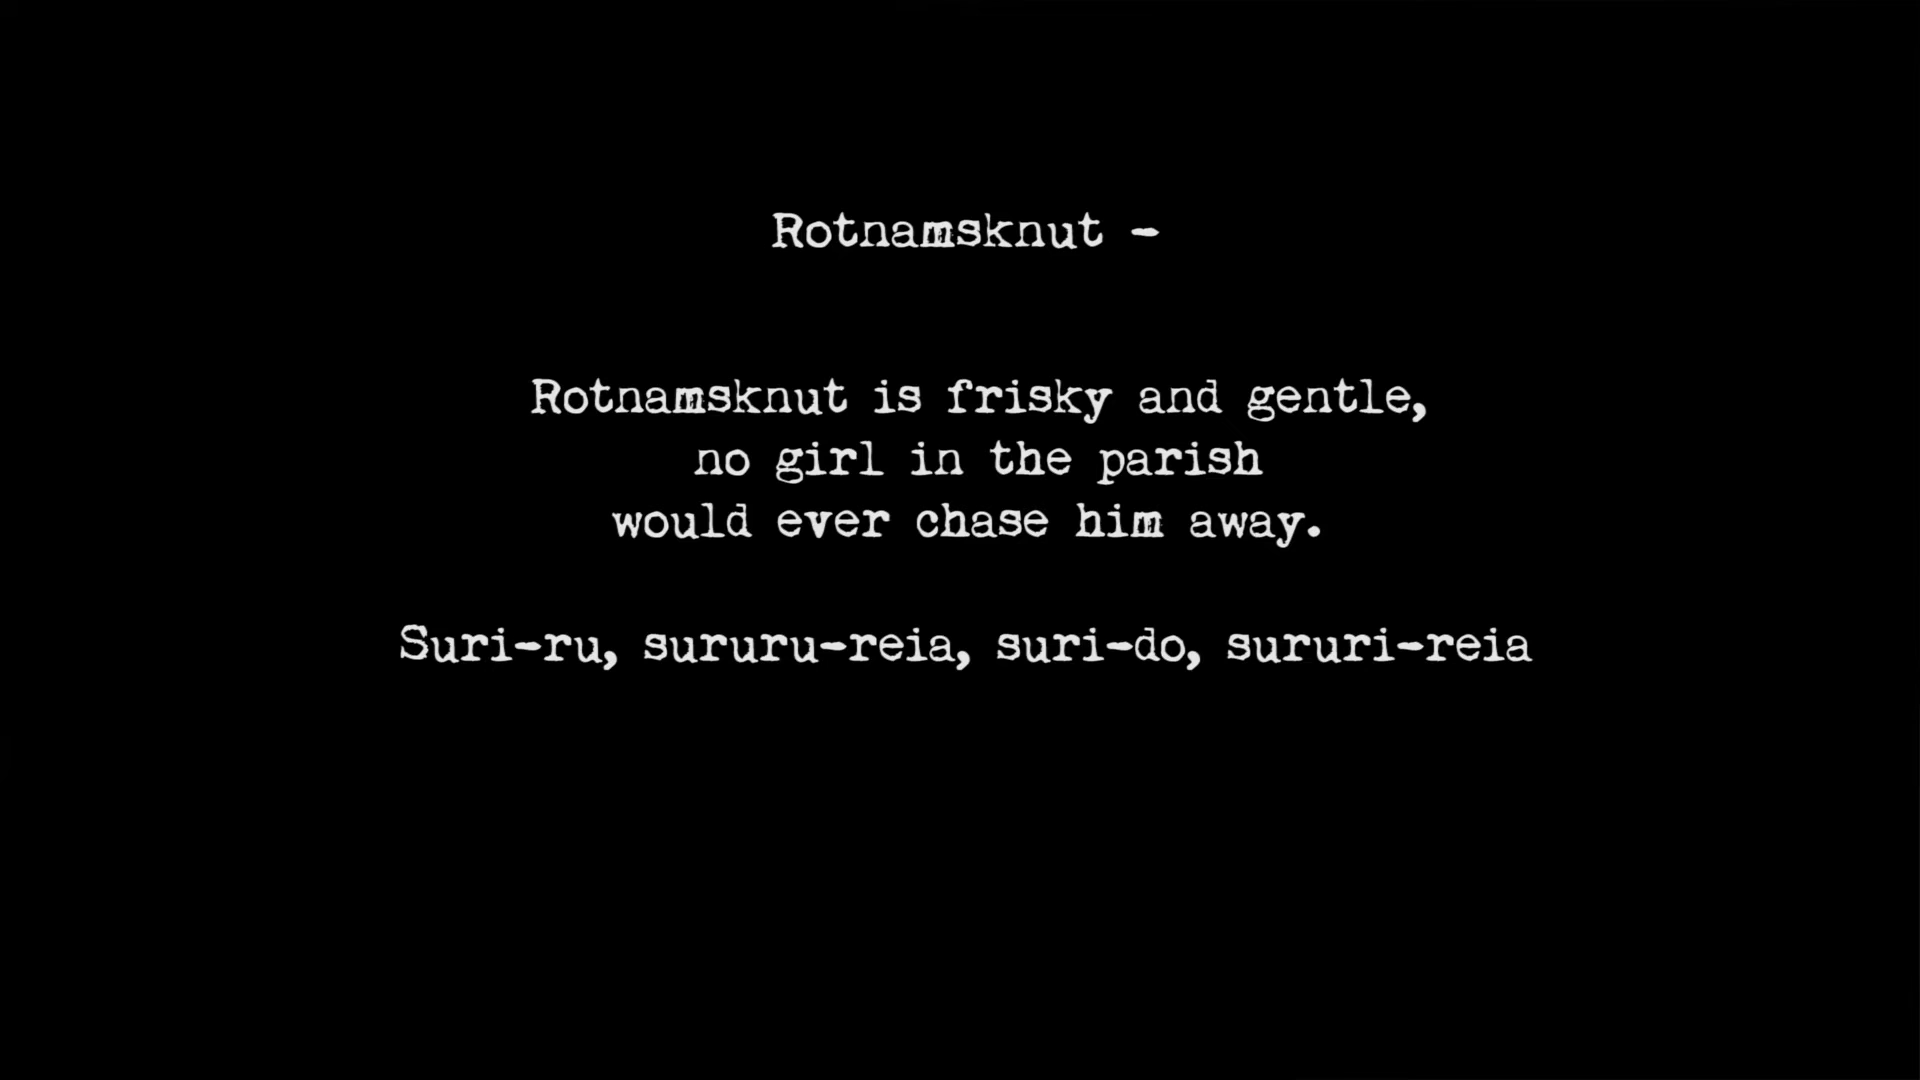 Rotnamsknut -
Rotnamsknut is frisky and gentle,
no girl in the parish
would ever chase him away.
Suri-ru, sururu-reia, suri-do, sururi-reia